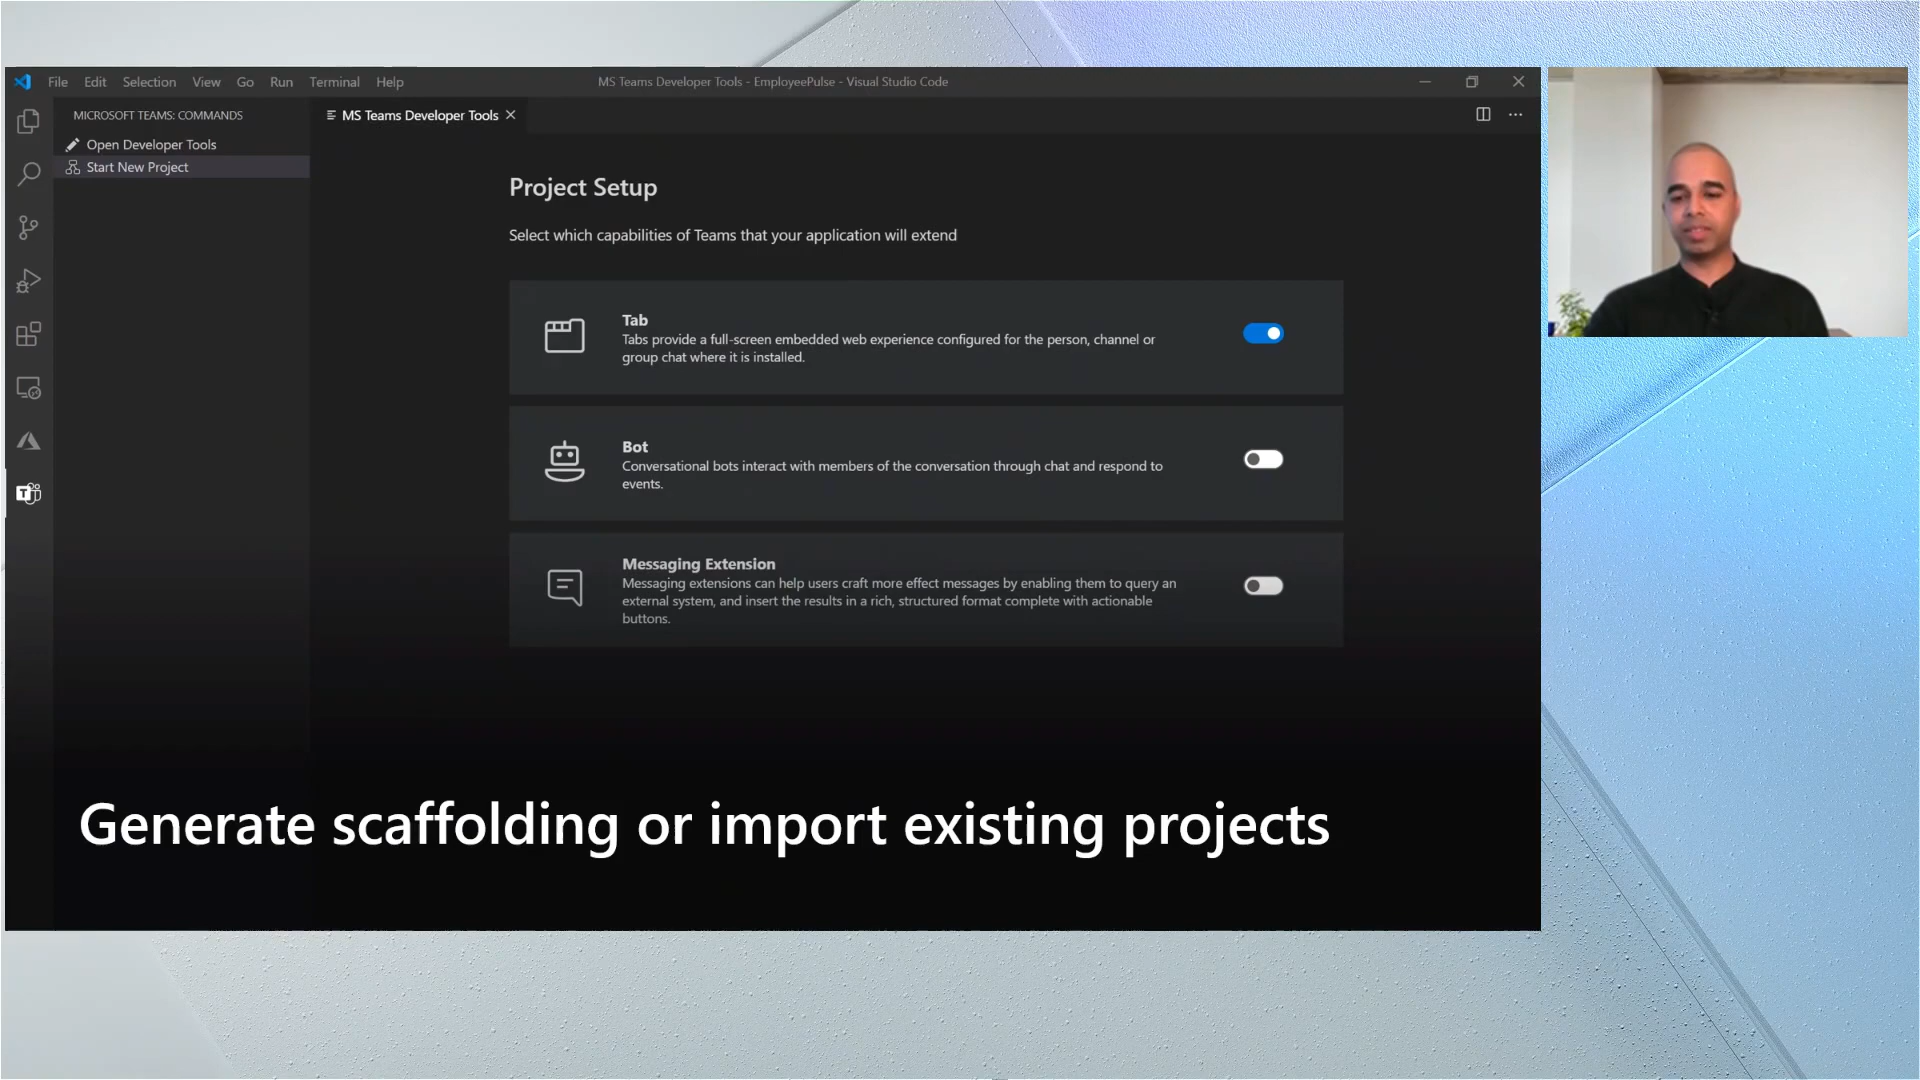 File Edit Selection View Go Run Terminal Help
MS Teams Developer Tools - EmployeePulse - Visual Studio Code
MICROSOFT TEAMS: COMMANDS
Open Developer Tools
Start New Project
MS Teams Developer Tools
Project Setup
Select which capabilities of Teams that your application will extend
Tab
Tabs provide a full-screen embedded web experience configured for the person, channel or
group chat where it is installed.
Bot
Conversational bots interact with members of the conversation through chat and respond to
events.
Messaging Extension
Messaging extensions can help users craft more effect messages by enabling them to query an
external system, and insert the results in a rich, structured format complete with actionable
buttons.
Generate scaffolding or import existing projects